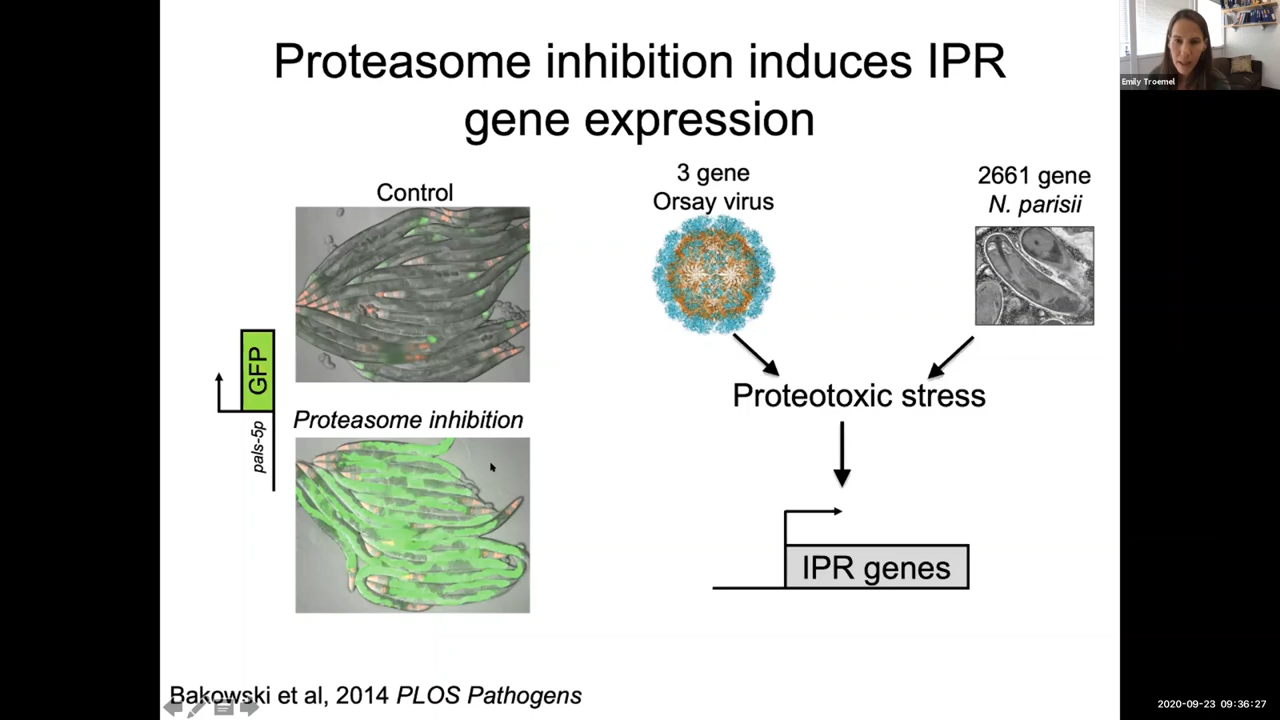 Proteasome inhibition induces IPR
gene expression
Emily Troemel
Control
3 gene
Orsay virus
2661 gene
N. parisii
GFP
pals-5p
Proteasome inhibition
Proteotoxic stress
IPR genes
Bakowski et al, 2014 PLOS Pathogens
2020-09-23 09:36:27